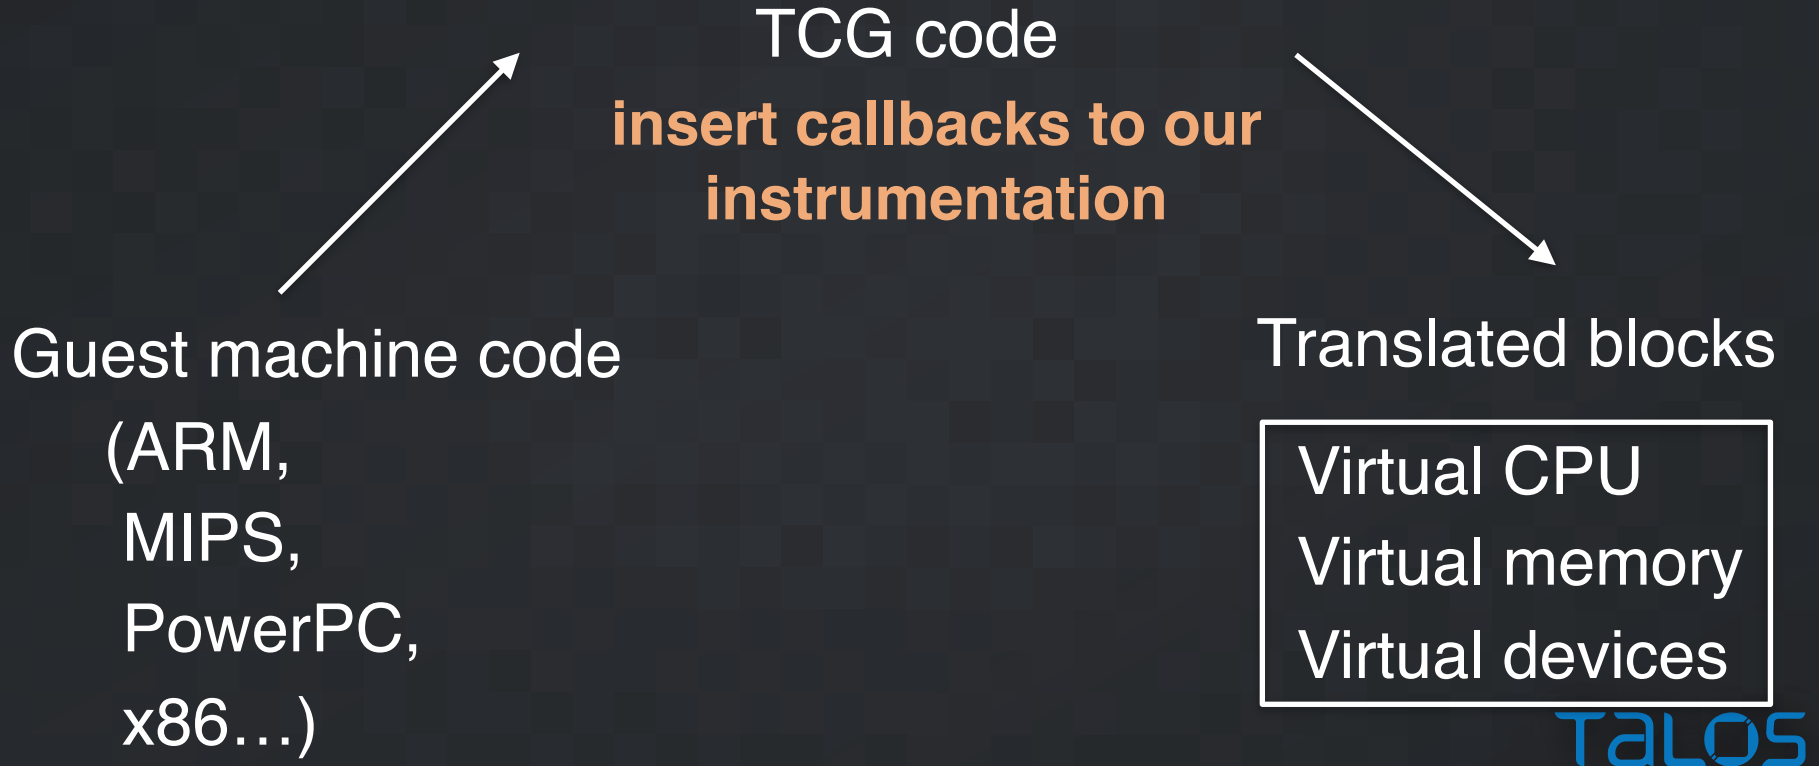 TCG code
insert callbacks to our
instrumentation
Guest machine code
(ARM,
MIPS,
PowerPC,
x86…)
Translated blocks
Virtual CPU
Virtual memory
Virtual devices
TALOS